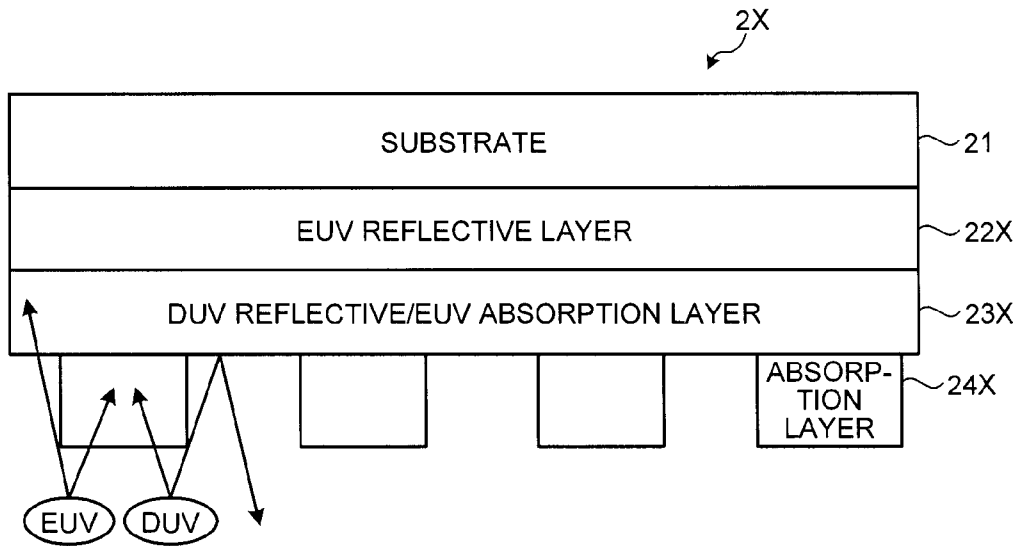 2X
SUBSTRATE
21
EUV REFLECTIVE LAYER
22X
DUV REFLECTIVE/EUV ABSORPTION LAYER
23X
ABSORP-
TION
LAYER
24X
EUV
DUV